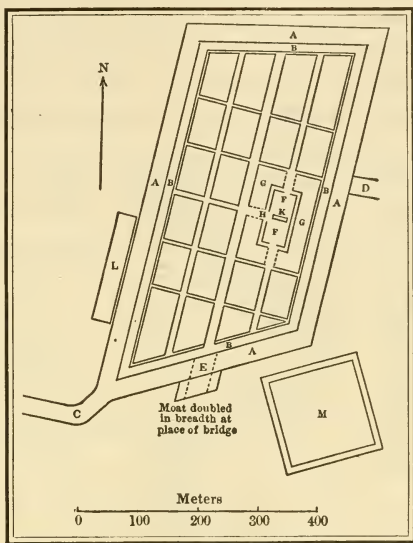 A
B
N
A
B
G
F
B
A
D
H
K
G
F
L
B
A
E
C
Moat doubled
in breadth at
place of bridge
M
Meters
0 100 200 300 400